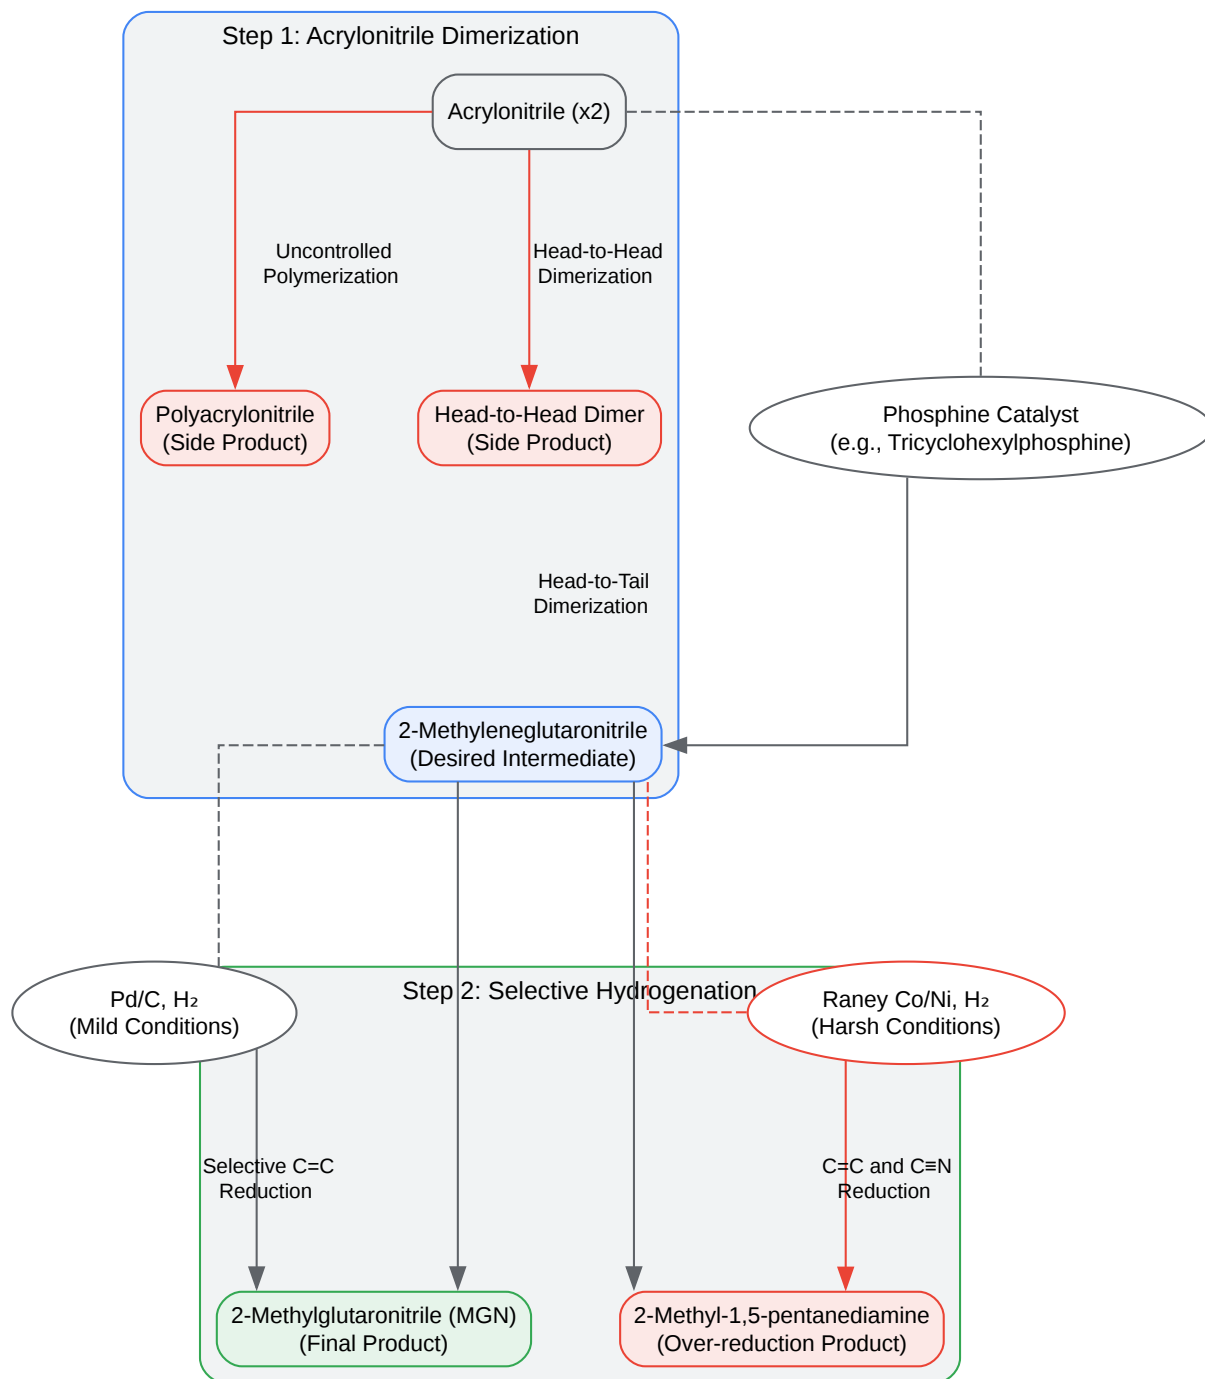 Step 1: Acrylonitrile Dimerization
Acrylonitrile (x2)
Uncontrolled
Polymerization
Head-to-Head
Dimerization
Polyacrylonitrile
(Side Product)
Head-to-Head Dimer
(Side Product)
Phosphine Catalyst
(e.g., Tricyclohexylphosphine)
Head-to-Tail
Dimerization
2-Methyleneglutaronitrile
(Desired Intermediate)
Step 2: Selective Hydrogenation
Pd/C, H₂
(Mild Conditions)
Raney Co/Ni, H₂
(Harsh Conditions)
Selective C=C
Reduction
C=C and C≡N
Reduction
2-Methylglutaronitrile (MGN)
(Final Product)
2-Methyl-1,5-pentanediamine
(Over-reduction Product)